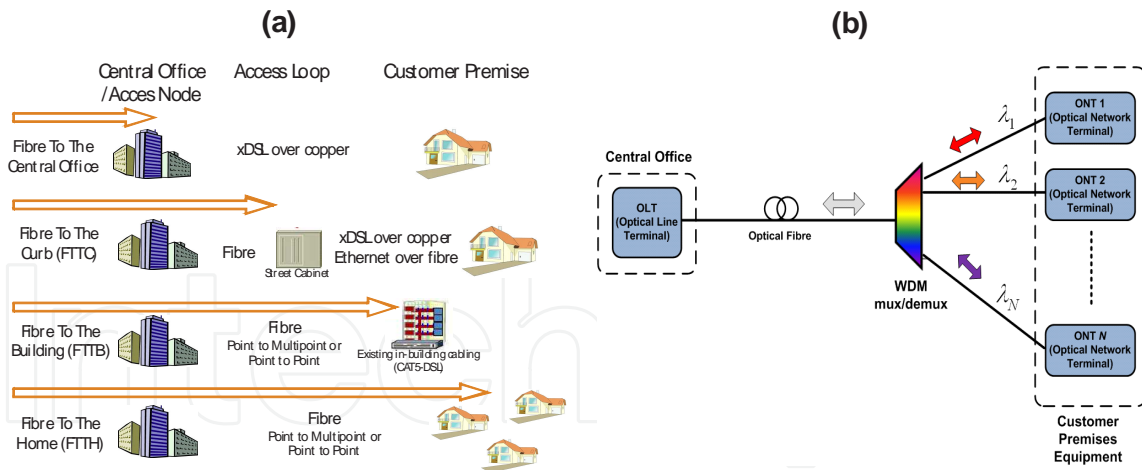 (a)
Central Office
/Acces Node
Access Loop
Customer Premise
Fibre To The
Central Office
xDSL over copper
Fibre To The
Curb (FTTC)
Fibre
Street Cabinet
xDSL over copper
Ethernet over fibre
Fibre To The
Building (FTTB)
Fibre
Point to Multipoint or
Point to Point
Existing in-building cabling
(CAT5-DSL)
Fibre To The
Home (FTTH)
Fibre
Point to Multipoint or
Point to Point
Intech
(b)
Central Office
OLT
(Optical Line
Terminal)
Optical Fibre
WDM
mux/demux
λ1
λ2
λN
ONT 1
(Optical Network
Terminal)
ONT 2
(Optical Network
Terminal)
ONT N
(Optical Network
Terminal)
Customer
Premises
Equipment